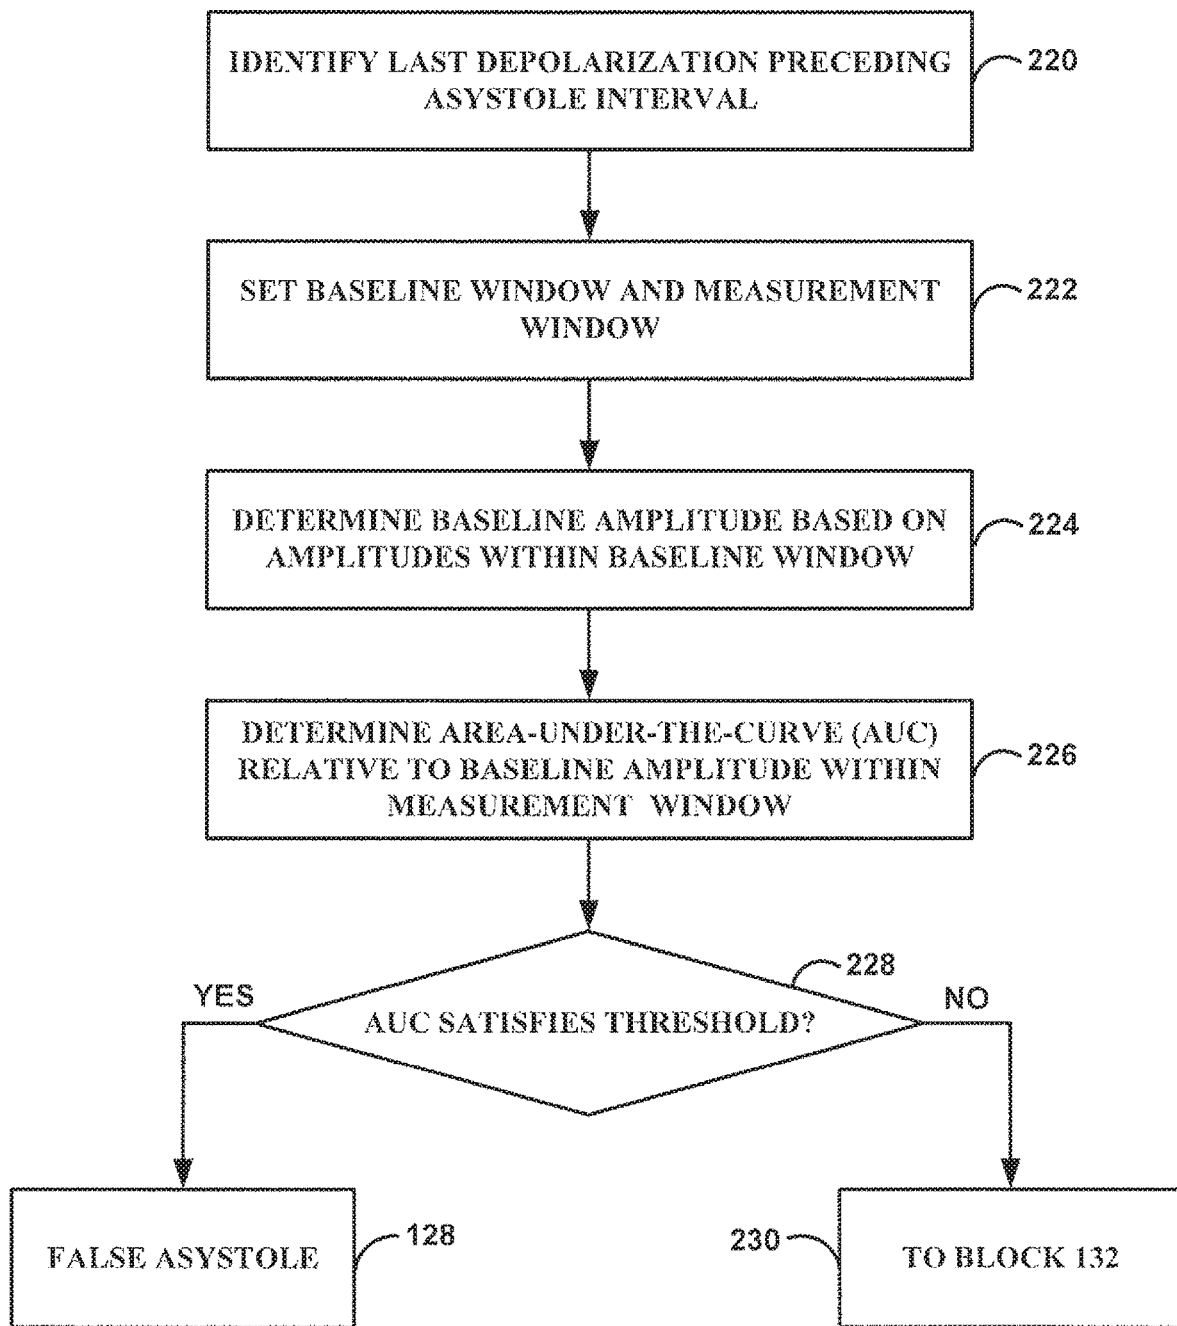 IDENTIFY LAST DEPOLARIZATION PRECEDING
ASYSTOLE INTERVAL
220
SET BASELINE WINDOW AND MEASUREMENT
WINDOW
222
DETERMINE BASELINE AMPLITUDE BASED ON
AMPLITUDES WITHIN BASELINE WINDOW
224
DETERMINE AREA-UNDER-THE-CURVE (AUC)
RELATIVE TO BASELINE AMPLITUDE WITHIN
MEASUREMENT WINDOW
226
228
YES
NO
AUC SATISFIES THRESHOLD?
FALSE ASYSTOLE
128
230
TO BLOCK 132